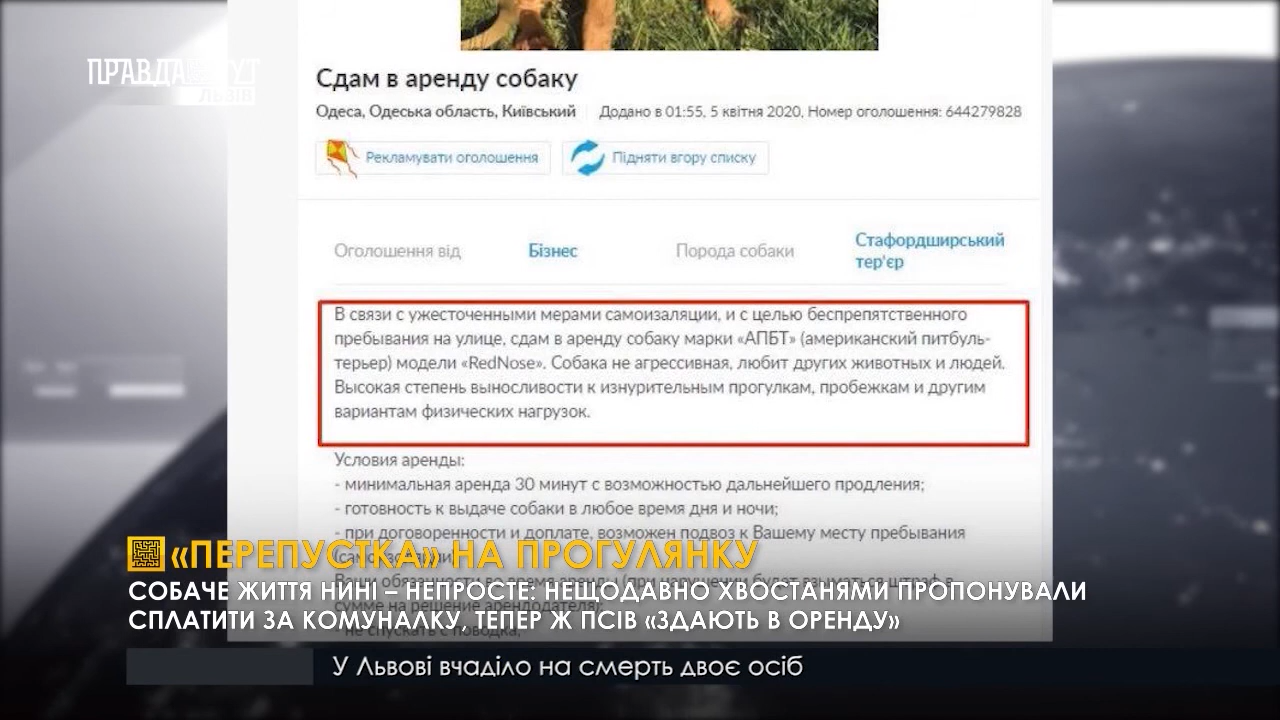 ПРАВДА ТУТ
ЛЬВІВ
Сдам в аренду собаку
Одеса, Одеська область, Київський Додано в 01:55, 5 квітня 2020, Номер оголошення: 644279828
Рекламувати оголошення Підняти вгору списку
Оголошення від Бізнес Порода собаки Стафордширський
тер'єр
В связи с ужесточенными мерами самоизаляции, и с целью беспрепятственного
пребывания на улице, сдам в аренду собаку марки «АПБТ» (американский питбуль-
терьер) модели «RedNose». Собака не агрессивная, любит других животных и людей.
Высокая степень выносливости к изнурительным прогулкам, пробежкам и другим
вариантам физических нагрузок.
Условия аренды:
- минимальная аренда 30 минут с возможностью дальнейшего продления;
- готовность к выдаче собаки в любое время дня и ночи;
- при договоренности и доплате, возможен подвоз к Вашему месту пребывания
«ПЕРЕПУСТКА» НА ПРОГУЛЯНКУ
СОБАЧЕ ЖИТТЯ НИНІ – НЕПРОСТЕ: НЕЩОДАВНО ХВОСТАНЯМИ ПРОПОНУВАЛИ
СПЛАТИТИ ЗА КОМУНАЛКУ, ТЕПЕР Ж ПСІВ «ЗДАЮТЬ В ОРЕНДУ»
- не спускать с поводка;
У Львові вчаділо на смерть двоє осіб